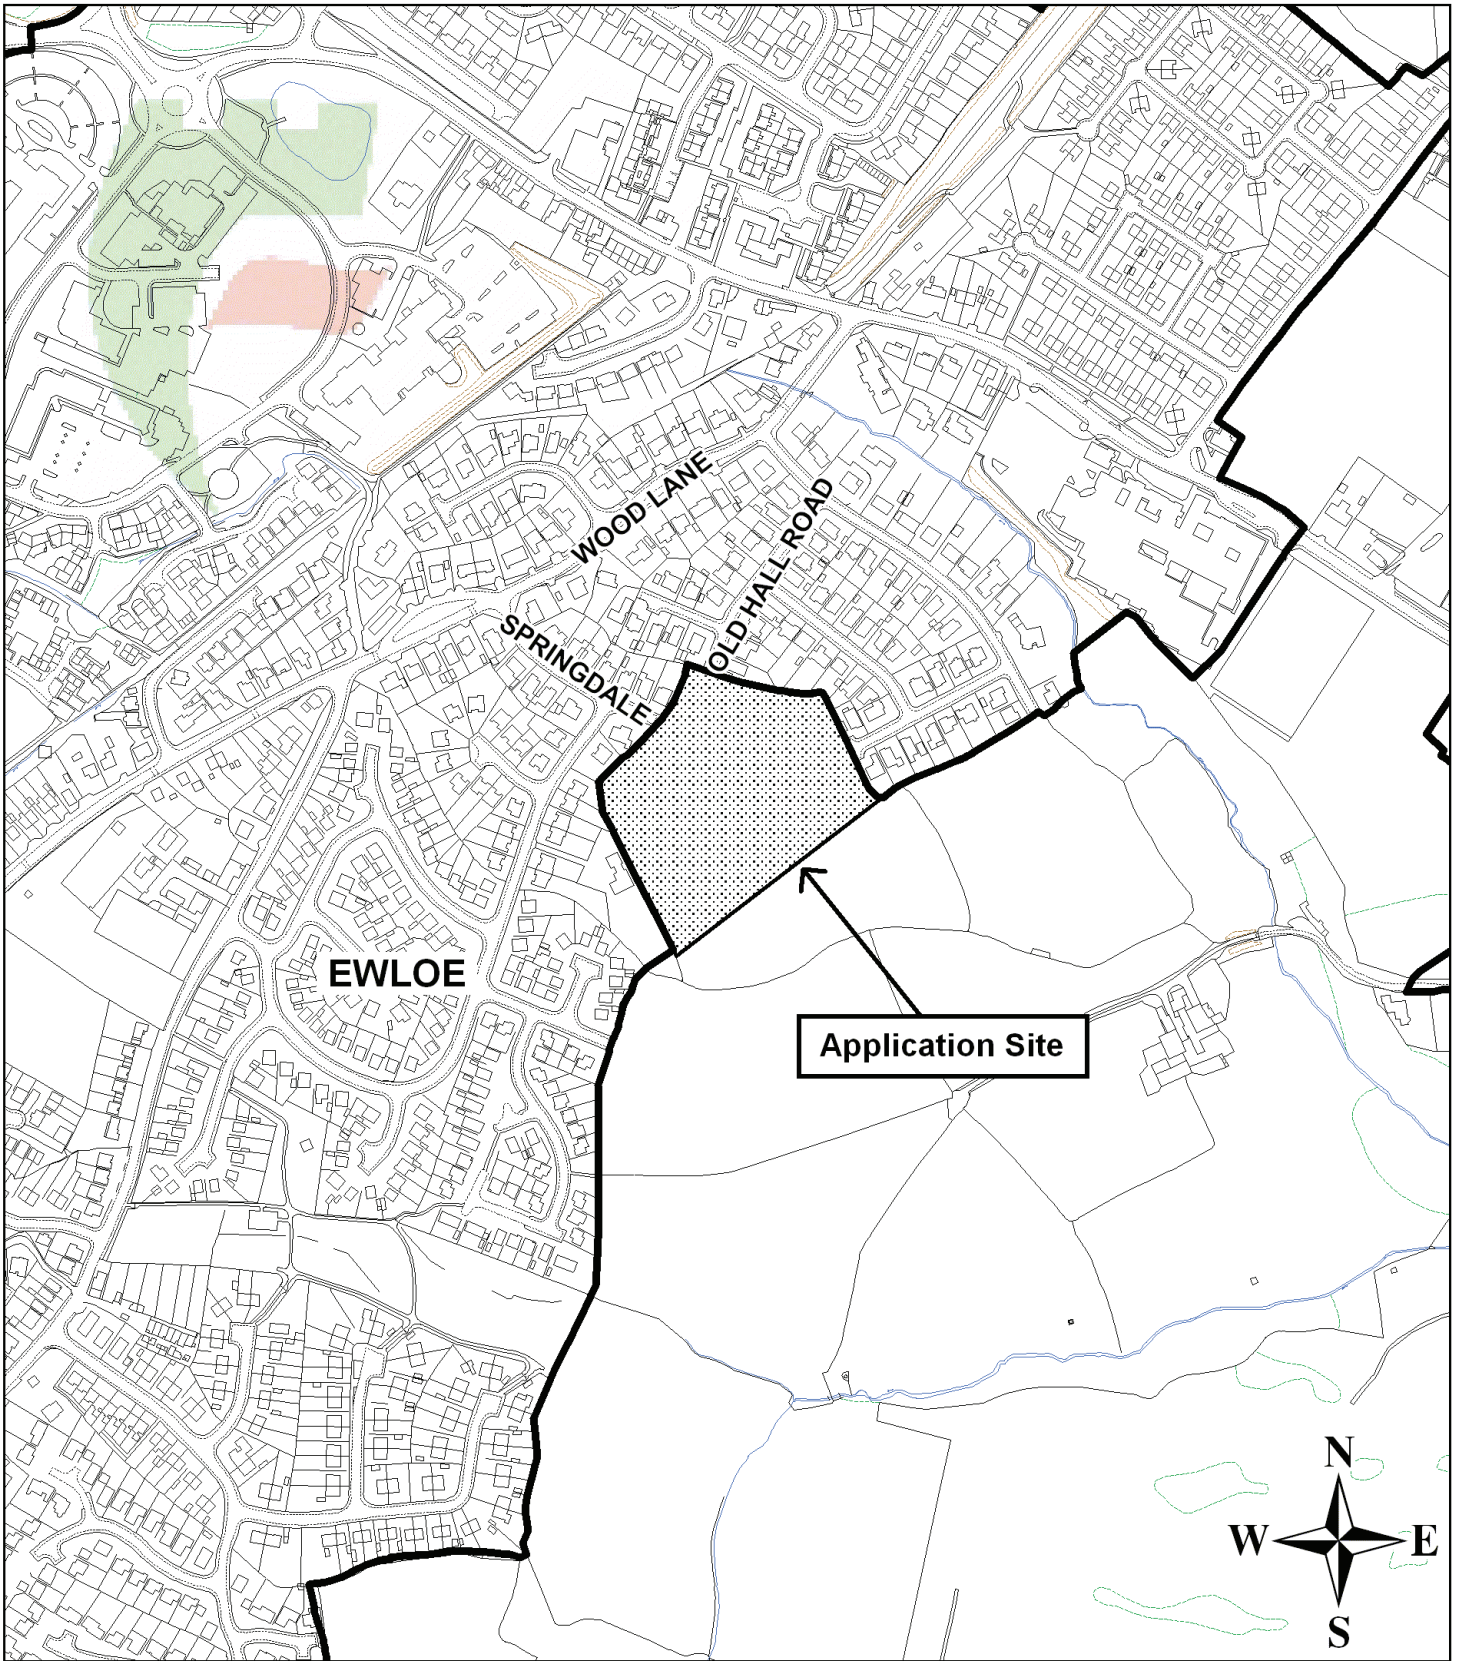 WOOD LANE
OLD HALL ROAD
SPRINGDALE
EWLOE
Application Site
N
W E
S